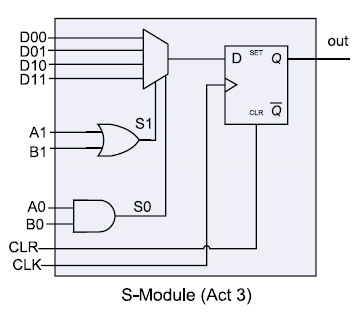 D00
D01
D10
D11
out
D SET Q
CLR Q
A1
B1
S1
A0
B0
S0
CLR
CLK
S-Module (Act 3)